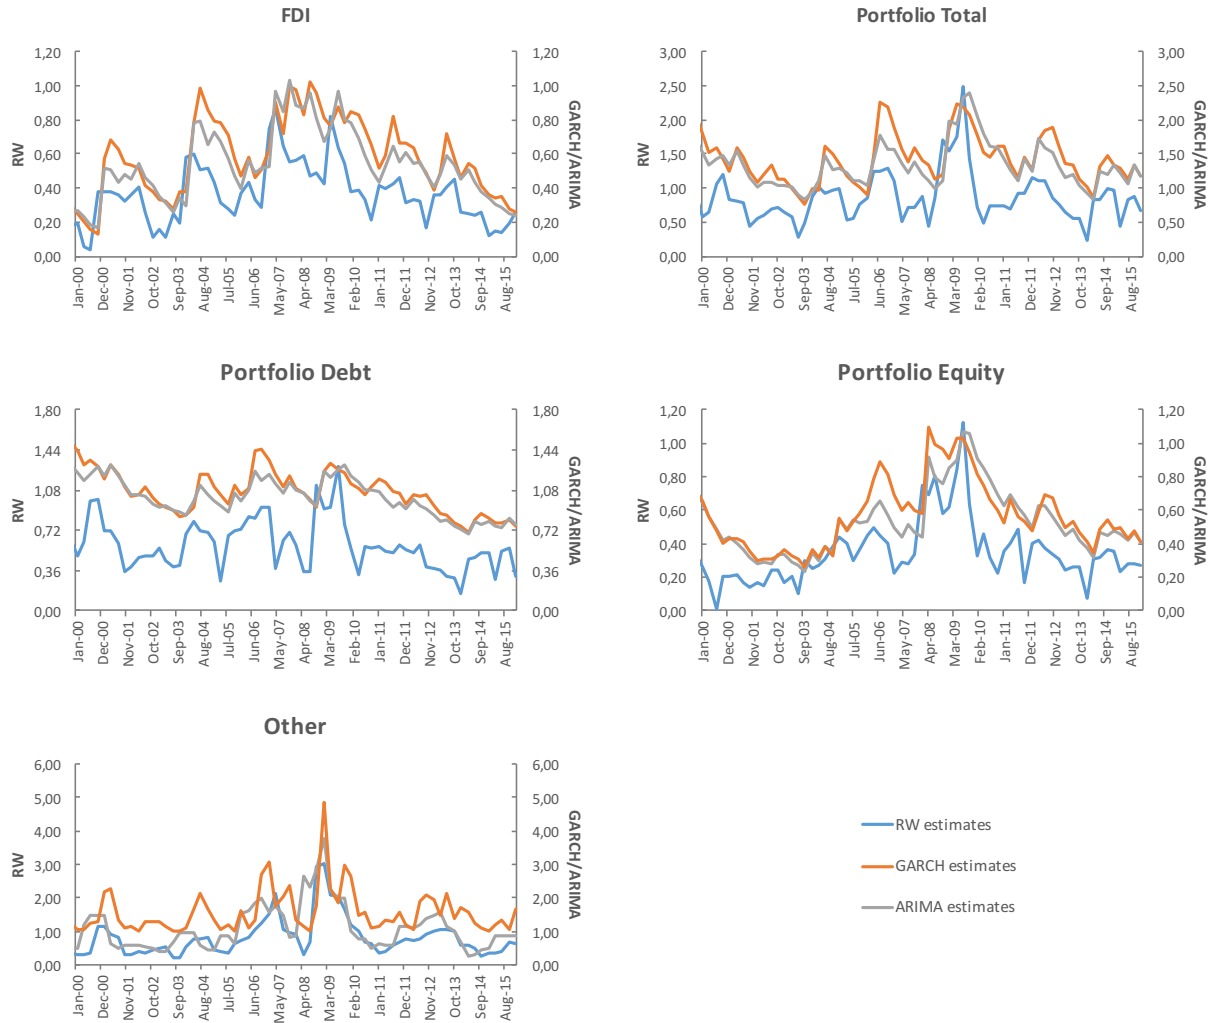 FDI
1,20
1,00
0,80
0,60
0,40
0,20
0,00
RW
1,20
1,00
0,80
0,60
0,40
0,20
0,00
GARCH/ARIMA
Jan-00
Dec-00
Nov-01
Oct-02
Sep-03
Aug-04
Jul-05
Jun-06
May-07
Apr-08
Mar-09
Feb-10
Jan-11
Dec-11
Nov-12
Oct-13
Sep-14
Aug-15
Portfolio Total
3,00
2,50
2,00
1,50
1,00
0,50
0,00
RW
3,00
2,50
2,00
1,50
1,00
0,50
0,00
GARCH/ARIMA
Jan-00
Dec-00
Nov-01
Oct-02
Sep-03
Aug-04
Jul-05
Jun-06
May-07
Apr-08
Mar-09
Feb-10
Jan-11
Dec-11
Nov-12
Oct-13
Sep-14
Aug-15
Portfolio Debt
1,80
1,44
1,08
0,72
0,36
0,00
RW
1,80
1,44
1,08
0,72
0,36
0,00
GARCH/ARIMA
Jan-00
Dec-00
Nov-01
Oct-02
Sep-03
Aug-04
Jul-05
Jun-06
May-07
Apr-08
Mar-09
Feb-10
Jan-11
Dec-11
Nov-12
Oct-13
Sep-14
Aug-15
Portfolio Equity
1,20
1,00
0,80
0,60
0,40
0,20
0,00
RW
1,20
1,00
0,80
0,60
0,40
0,20
0,00
GARCH/ARIMA
Jan-00
Dec-00
Nov-01
Oct-02
Sep-03
Aug-04
Jul-05
Jun-06
May-07
Apr-08
Mar-09
Feb-10
Jan-11
Dec-11
Nov-12
Oct-13
Sep-14
Aug-15
Other
6,00
5,00
4,00
3,00
2,00
1,00
0,00
RW
6,00
5,00
4,00
3,00
2,00
1,00
0,00
GARCH/ARIMA
Jan-00
Dec-00
Nov-01
Oct-02
Sep-03
Aug-04
Jul-05
Jun-06
May-07
Apr-08
Mar-09
Feb-10
Jan-11
Dec-11
Nov-12
Oct-13
Sep-14
Aug-15
RW estimates
GARCH estimates
ARIMA estimates